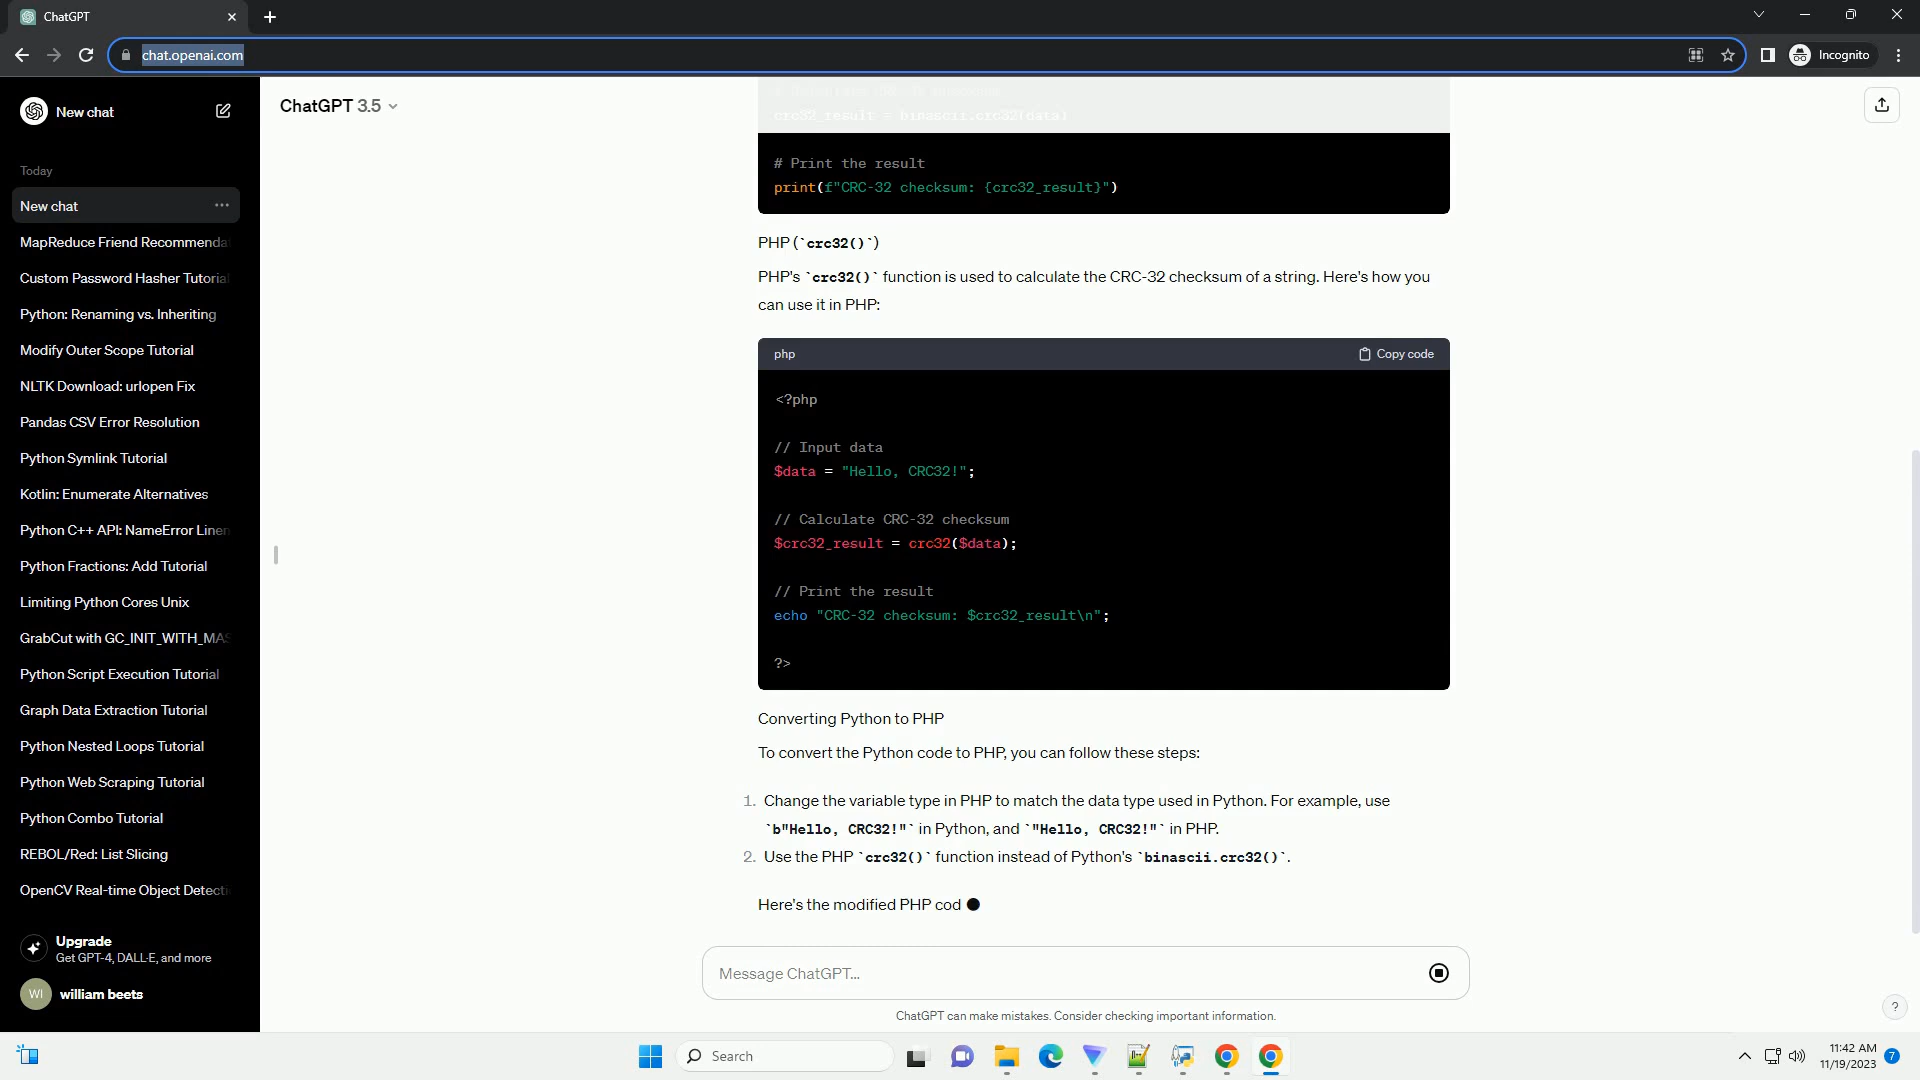 ChatGPT
chat.openai.com
Incognito
New chat
ChatGPT 3.5
Today
New chat
MapReduce Friend Recommenda
Custom Password Hasher Tutorial
Python: Renaming vs. Inheriting
Modify Outer Scope Tutorial
NLTK Download: urlopen Fix
Pandas CSV Error Resolution
Python Symlink Tutorial
Kotlin: Enumerate Alternatives
Python C++ API: NameError Linen
Python Fractions: Add Tutorial
Limiting Python Cores Unix
GrabCut with GC_INIT_WITH_MAS
Python Script Execution Tutorial
Graph Data Extraction Tutorial
Python Nested Loops Tutorial
Python Web Scraping Tutorial
Python Combo Tutorial
REBOL/Red: List Slicing
OpenCV Real-time Object Detecti
Upgrade
Get GPT-4, DALL·E, and more
WI
william beets
crc32_result = binascii.crc32(data)
# Print the result
print(f"CRC-32 checksum: {crc32_result}")
PHP (`crc32()`)
PHP's `crc32()` function is used to calculate the CRC-32 checksum of a string. Here's how you
can use it in PHP:
php
Copy code
<?php
// Input data
$data = "Hello, CRC32!";
// Calculate CRC-32 checksum
$crc32_result = crc32($data);
// Print the result
echo "CRC-32 checksum: $crc32_result\n";
?>
Converting Python to PHP
To convert the Python code to PHP, you can follow these steps:
1. Change the variable type in PHP to match the data type used in Python. For example, use
`b"Hello, CRC32!"` in Python, and `"Hello, CRC32!"` in PHP.
2. Use the PHP `crc32()` function instead of Python's `binascii.crc32()`.
Here's the modified PHP cod
Message ChatGPT...
ChatGPT can make mistakes. Consider checking important information.
?
Search
11:42 AM
11/19/2023
7